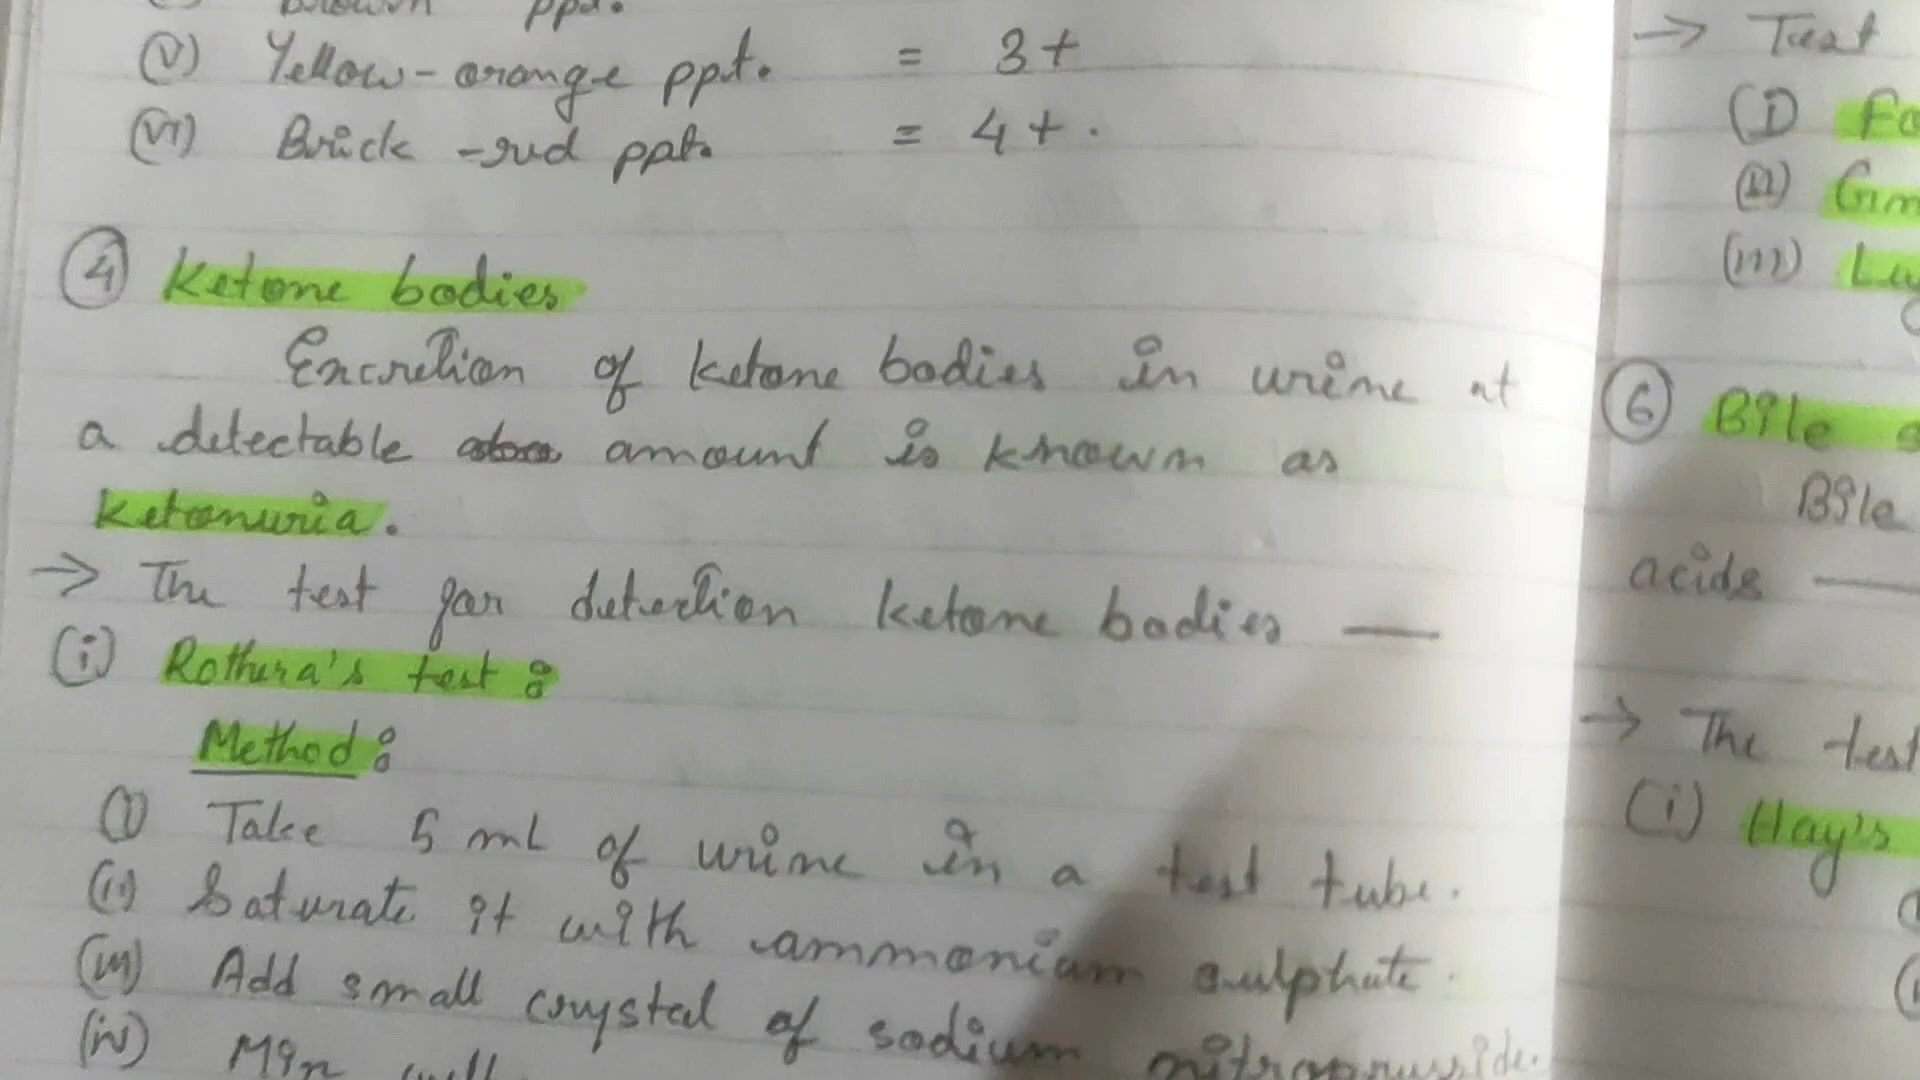 (V) Yellow-orange ppt. = 3+
(VI) Brick-red ppt. = 4+.
4 Ketone bodies
Excretion of ketone bodies in urine at
a detectable amount is known as
Ketonuria.
→ The test for detection ketone bodies —
(i) Rothera's test:
Method:
(i) Take 5 mL of urine in a test tube.
(ii) Saturate it with ammonium sulphate.
(iii) Add small crystal of sodium nitroprusside.
(iv) Mix well
→ Test
(I)
(II)
(III)
6 Bile
Bile
acids —
→ The test
(i) Hay's